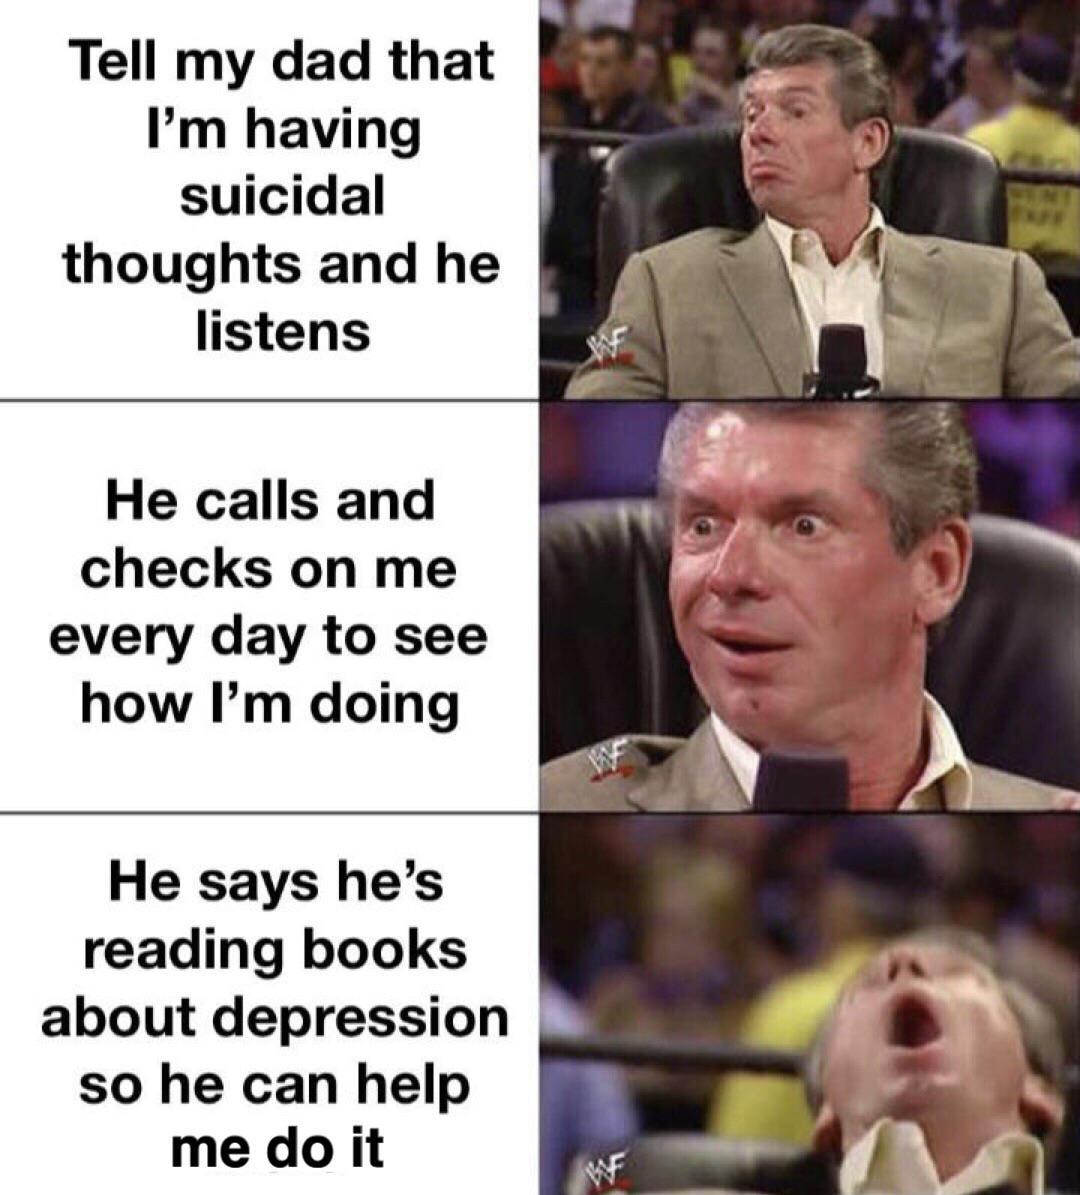 Tell my dad that
I'm having
suicidal
thoughts and he
listens
He calls and
checks on me
every day to see
how I'm doing
He says he's
reading books
about depression
so he can help
me do it